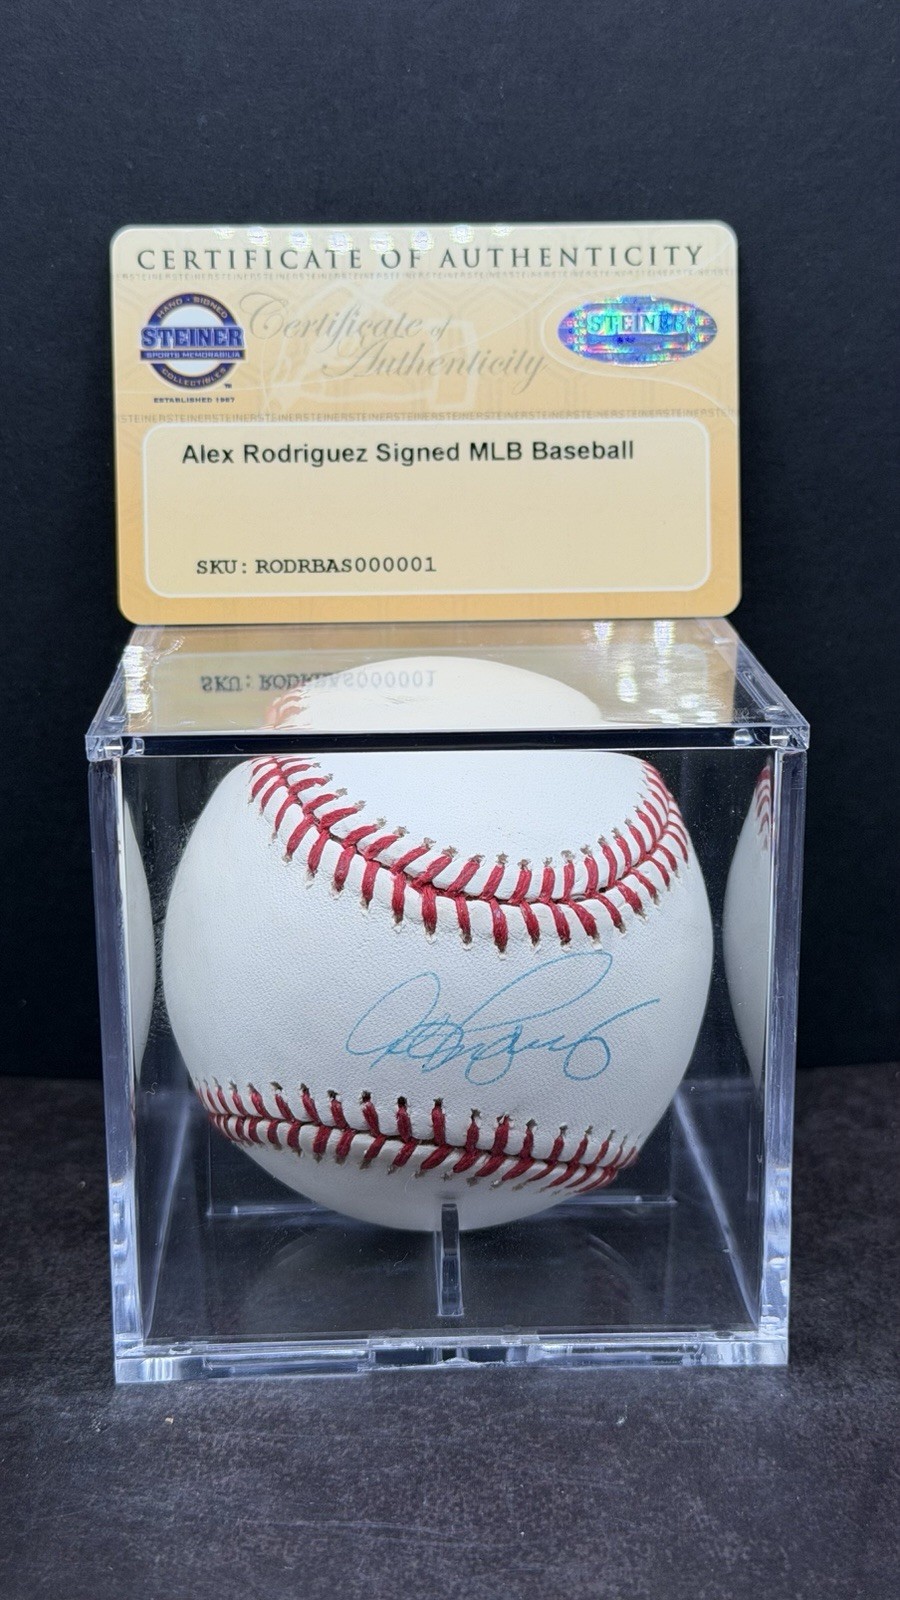 CERTIFICATE OF AUTHENTICITY
HAND · SIGNED
STEINER
SPORTS MEMORABILIA
COLLECTIBLES
TM
ESTABLISHED 1987
Certificate of
Authenticity
STEINER
Alex Rodriguez Signed MLB Baseball
SKU: RODRBAS000001